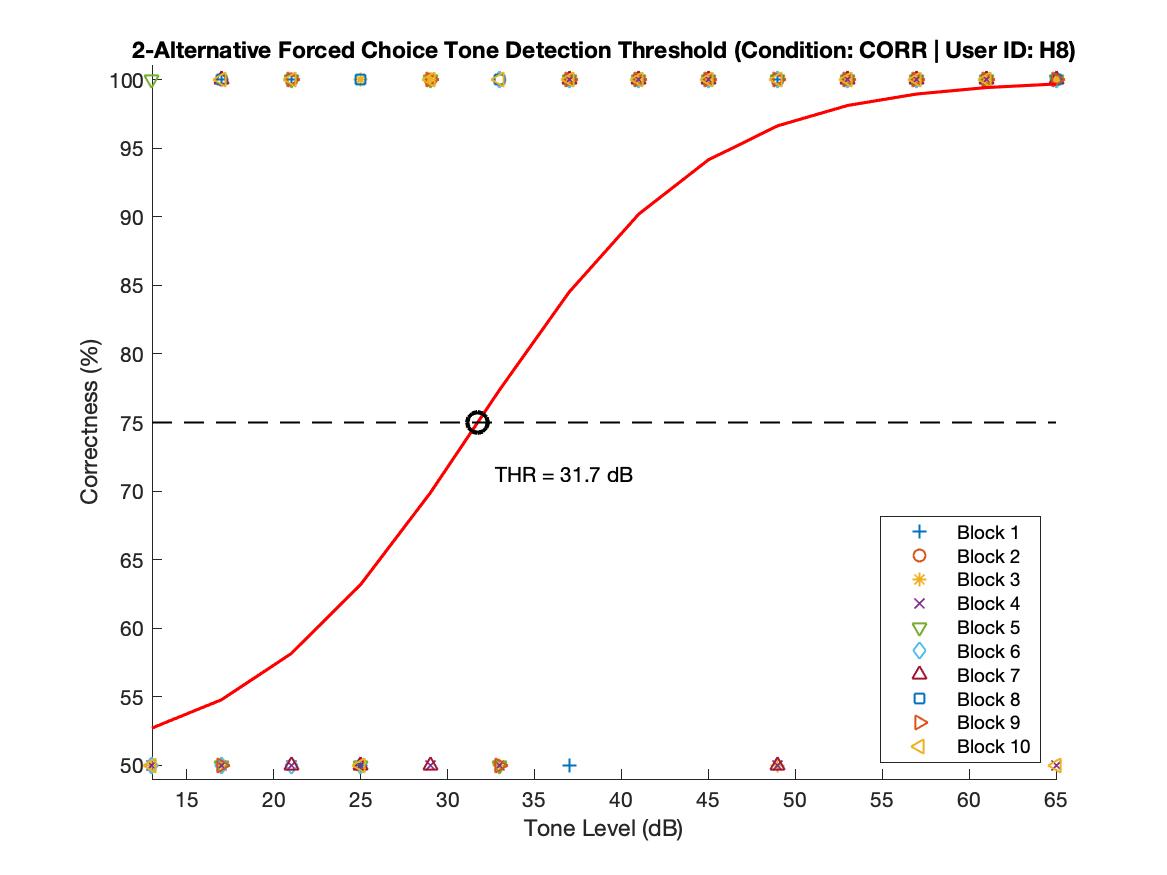 2-Alternative Forced Choice Tone Detection Threshold (Condition: CORR | User ID: H8)
100
95
90
85
80
75
70
65
60
55
50
Correctness (%)
THR = 31.7 dB
Block 1
Block 2
Block 3
Block 4
Block 5
Block 6
Block 7
Block 8
Block 9
Block 10
15 20 25 30 35 40 45 50 55 60 65
Tone Level (dB)